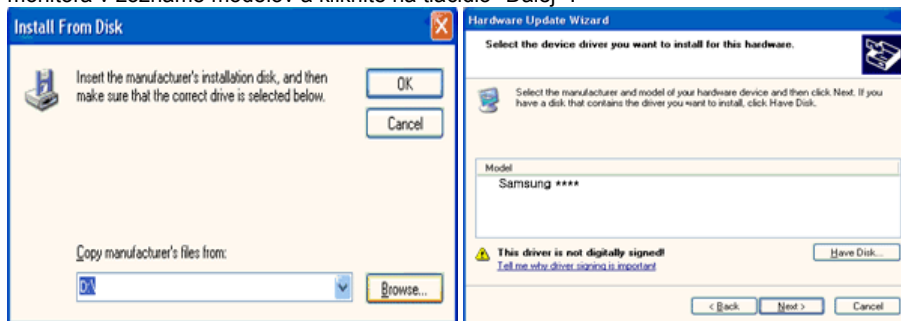 monitora v zozname modelov a kliknite na tlačidlo "Ďalej".
Install From Disk
Insert the manufacturer's installation disk, and then
make sure that the correct drive is selected below.
OK
Cancel
Copy manufacturer's files from:
D:\
Browse...
Hardware Update Wizard
Select the device driver you want to install for this hardware.
Select the manufacturer and model of your hardware device and then click Next. If you
have a disk that contains the driver you want to install, click Have Disk.
Model
Samsung ****
This driver is not digitally signed!
Tell me why driver signing is important
Have Disk...
< Back
Next >
Cancel